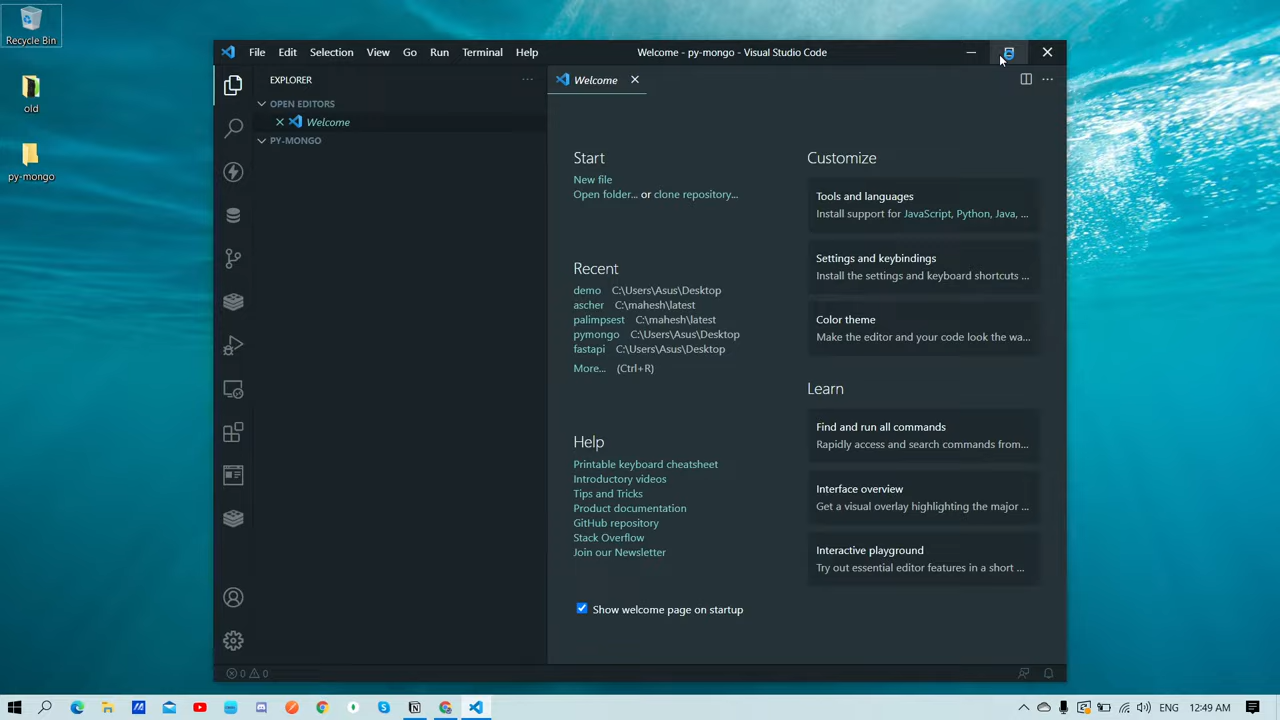 Recycle Bin
old
py-mongo
File Edit Selection View Go Run Terminal Help
Welcome - py-mongo - Visual Studio Code
EXPLORER
OPEN EDITORS
Welcome
PY-MONGO
Welcome
Start
New file
Open folder... or clone repository...
Recent
demo C:\Users\Asus\Desktop
ascher C:\mahesh\latest
palimpsest C:\mahesh\latest
pymongo C:\Users\Asus\Desktop
fastapi C:\Users\Asus\Desktop
More... (Ctrl+R)
Help
Printable keyboard cheatsheet
Introductory videos
Tips and Tricks
Product documentation
GitHub repository
Stack Overflow
Join our Newsletter
Show welcome page on startup
Customize
Tools and languages
Install support for JavaScript, Python, Java, ...
Settings and keybindings
Install the settings and keyboard shortcuts ...
Color theme
Make the editor and your code look the wa...
Learn
Find and run all commands
Rapidly access and search commands from...
Interface overview
Get a visual overlay highlighting the major ...
Interactive playground
Try out essential editor features in a short ...
0 0
ENG 12:49 AM